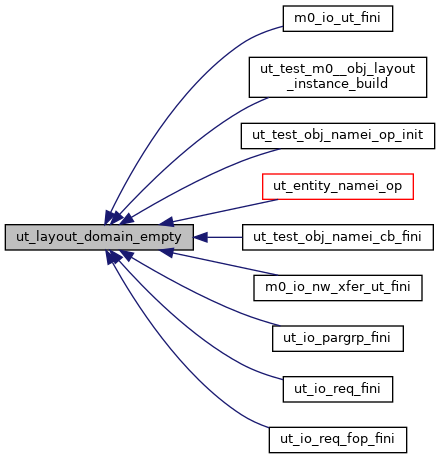 m0_io_ut_fini
ut_test_m0__obj_layout
_instance_build
ut_test_obj_namei_op_init
ut_entity_namei_op
ut_layout_domain_empty
ut_test_obj_namei_cb_fini
m0_io_nw_xfer_ut_fini
ut_io_pargrp_fini
ut_io_req_fini
ut_io_req_fop_fini